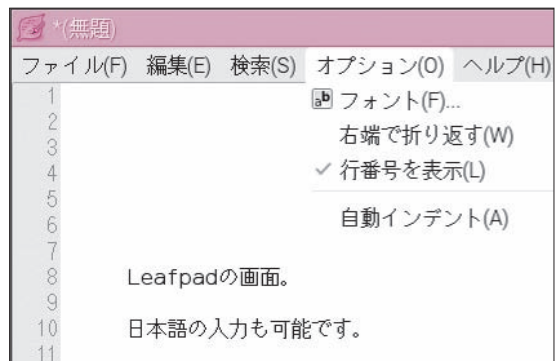 *(無題)
ファイル(F) 編集(E) 検索(S) オプション(O) ヘルプ(H)
フォント(F)...
右端で折り返す(W)
✓ 行番号を表示(L)
自動インデント(A)
1
2
3
4
5
6
7
8 Leafpadの画面。
9
10 日本語の入力も可能です。
11